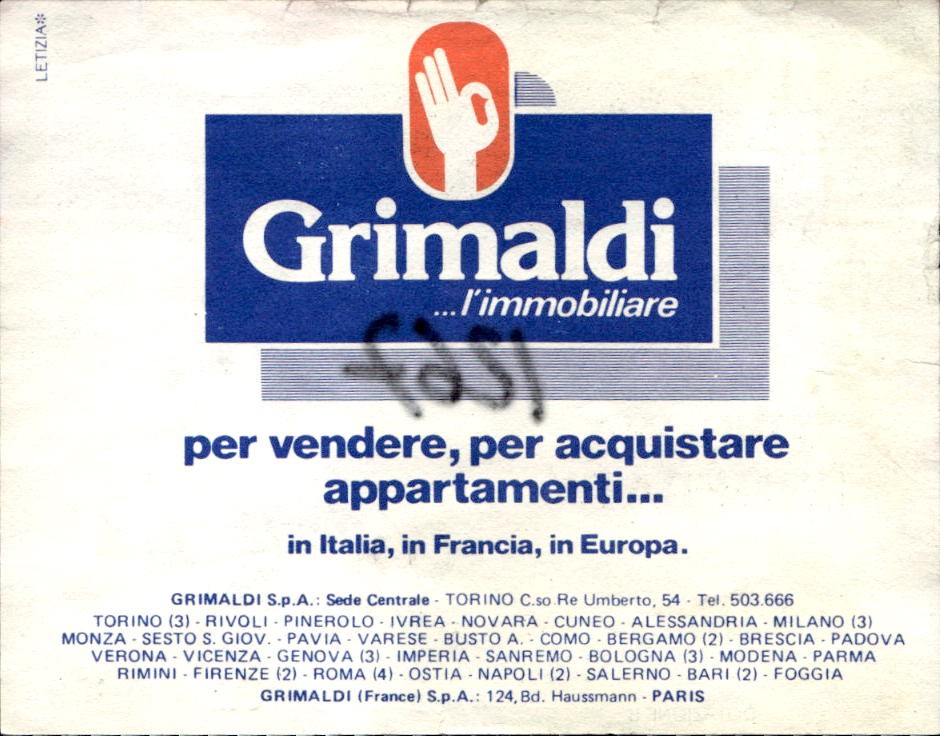 LETIZIA*
Grimaldi
...l'immobiliare
per vendere, per acquistare
appartamenti...
in Italia, in Francia, in Europa.
GRIMALDI S.p.A.: Sede Centrale - TORINO C.so Re Umberto, 54 - Tel. 503.666
TORINO (3) - RIVOLI - PINEROLO - IVREA - NOVARA - CUNEO - ALESSANDRIA - MILANO (3)
MONZA - SESTO S. GIOV. - PAVIA - VARESE - BUSTO A. - COMO - BERGAMO (2) - BRESCIA - PADOVA
VERONA - VICENZA - GENOVA (3) - IMPERIA - SANREMO - BOLOGNA (3) - MODENA - PARMA
RIMINI - FIRENZE (2) - ROMA (4) - OSTIA - NAPOLI (2) - SALERNO - BARI (2) - FOGGIA
GRIMALDI (France) S.p.A.: 124, Bd. Haussmann - PARIS